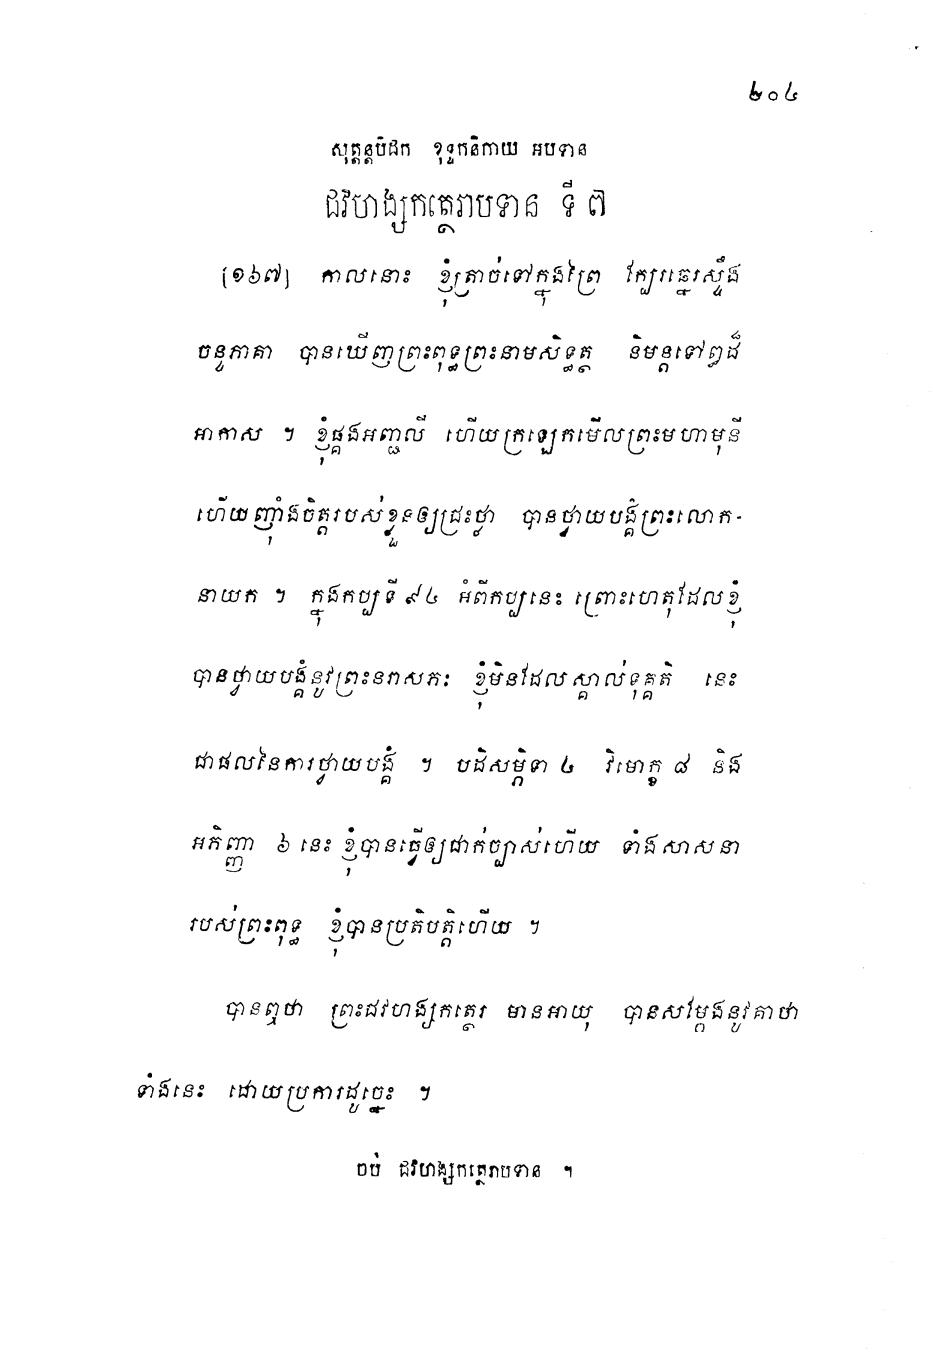 ២០៤
សុត្តន្តបិដក ខុទ្ទកនិកាយ អបទាន
ជវហង្សកត្ថេរាបទាន ទី ៧
[១៦៧] កាលនោះ ខ្ញុំត្រាច់ទៅក្នុងព្រៃ ក្បែរឆ្នេរស្ទឹង
ចន្ទភាគា បានឃើញព្រះពុទ្ធព្រះនាមសិទ្ធត្ថ និមន្តទៅឰដ៏
អាកាស ។ ខ្ញុំផ្គងអញ្ជលី ហើយក្រឡេកមើលព្រះមហាមុនី
ហើយញុំាងចិត្តរបស់ខ្លួនឲ្យជ្រះថ្លា បានថ្វាយបង្គំព្រះលោក-
នាយក ។ ក្នុងកប្បទី ៩៤ អំពីកប្បនេះ ព្រោះហេតុដែលខ្ញុំ
បានថ្វាយបង្គំនូវព្រះនរាសភៈ ខ្ញុំមិនដែលស្គាល់ទុគ្គតិ នេះ
ជាផលនៃការថ្វាយបង្គំ ។ បដិសម្ភិទា ៤ វិមោក្ខ ៨ និង
អភិញ្ញា ៦ នេះ ខ្ញុំបានធ្វើឲ្យជាក់ច្បាស់ហើយ ទាំងសាសនា
របស់ព្រះពុទ្ធ ខ្ញុំបានប្រតិបត្តិហើយ ។
បានឮថា ព្រះជវហង្សកត្ថេរ មានអាយុ បានសម្ដែងនូវគាថា
ទាំងនេះ ដោយប្រការដូច្នេះ ។
ចប់ ជវហង្សកត្ថេរាបទាន ។